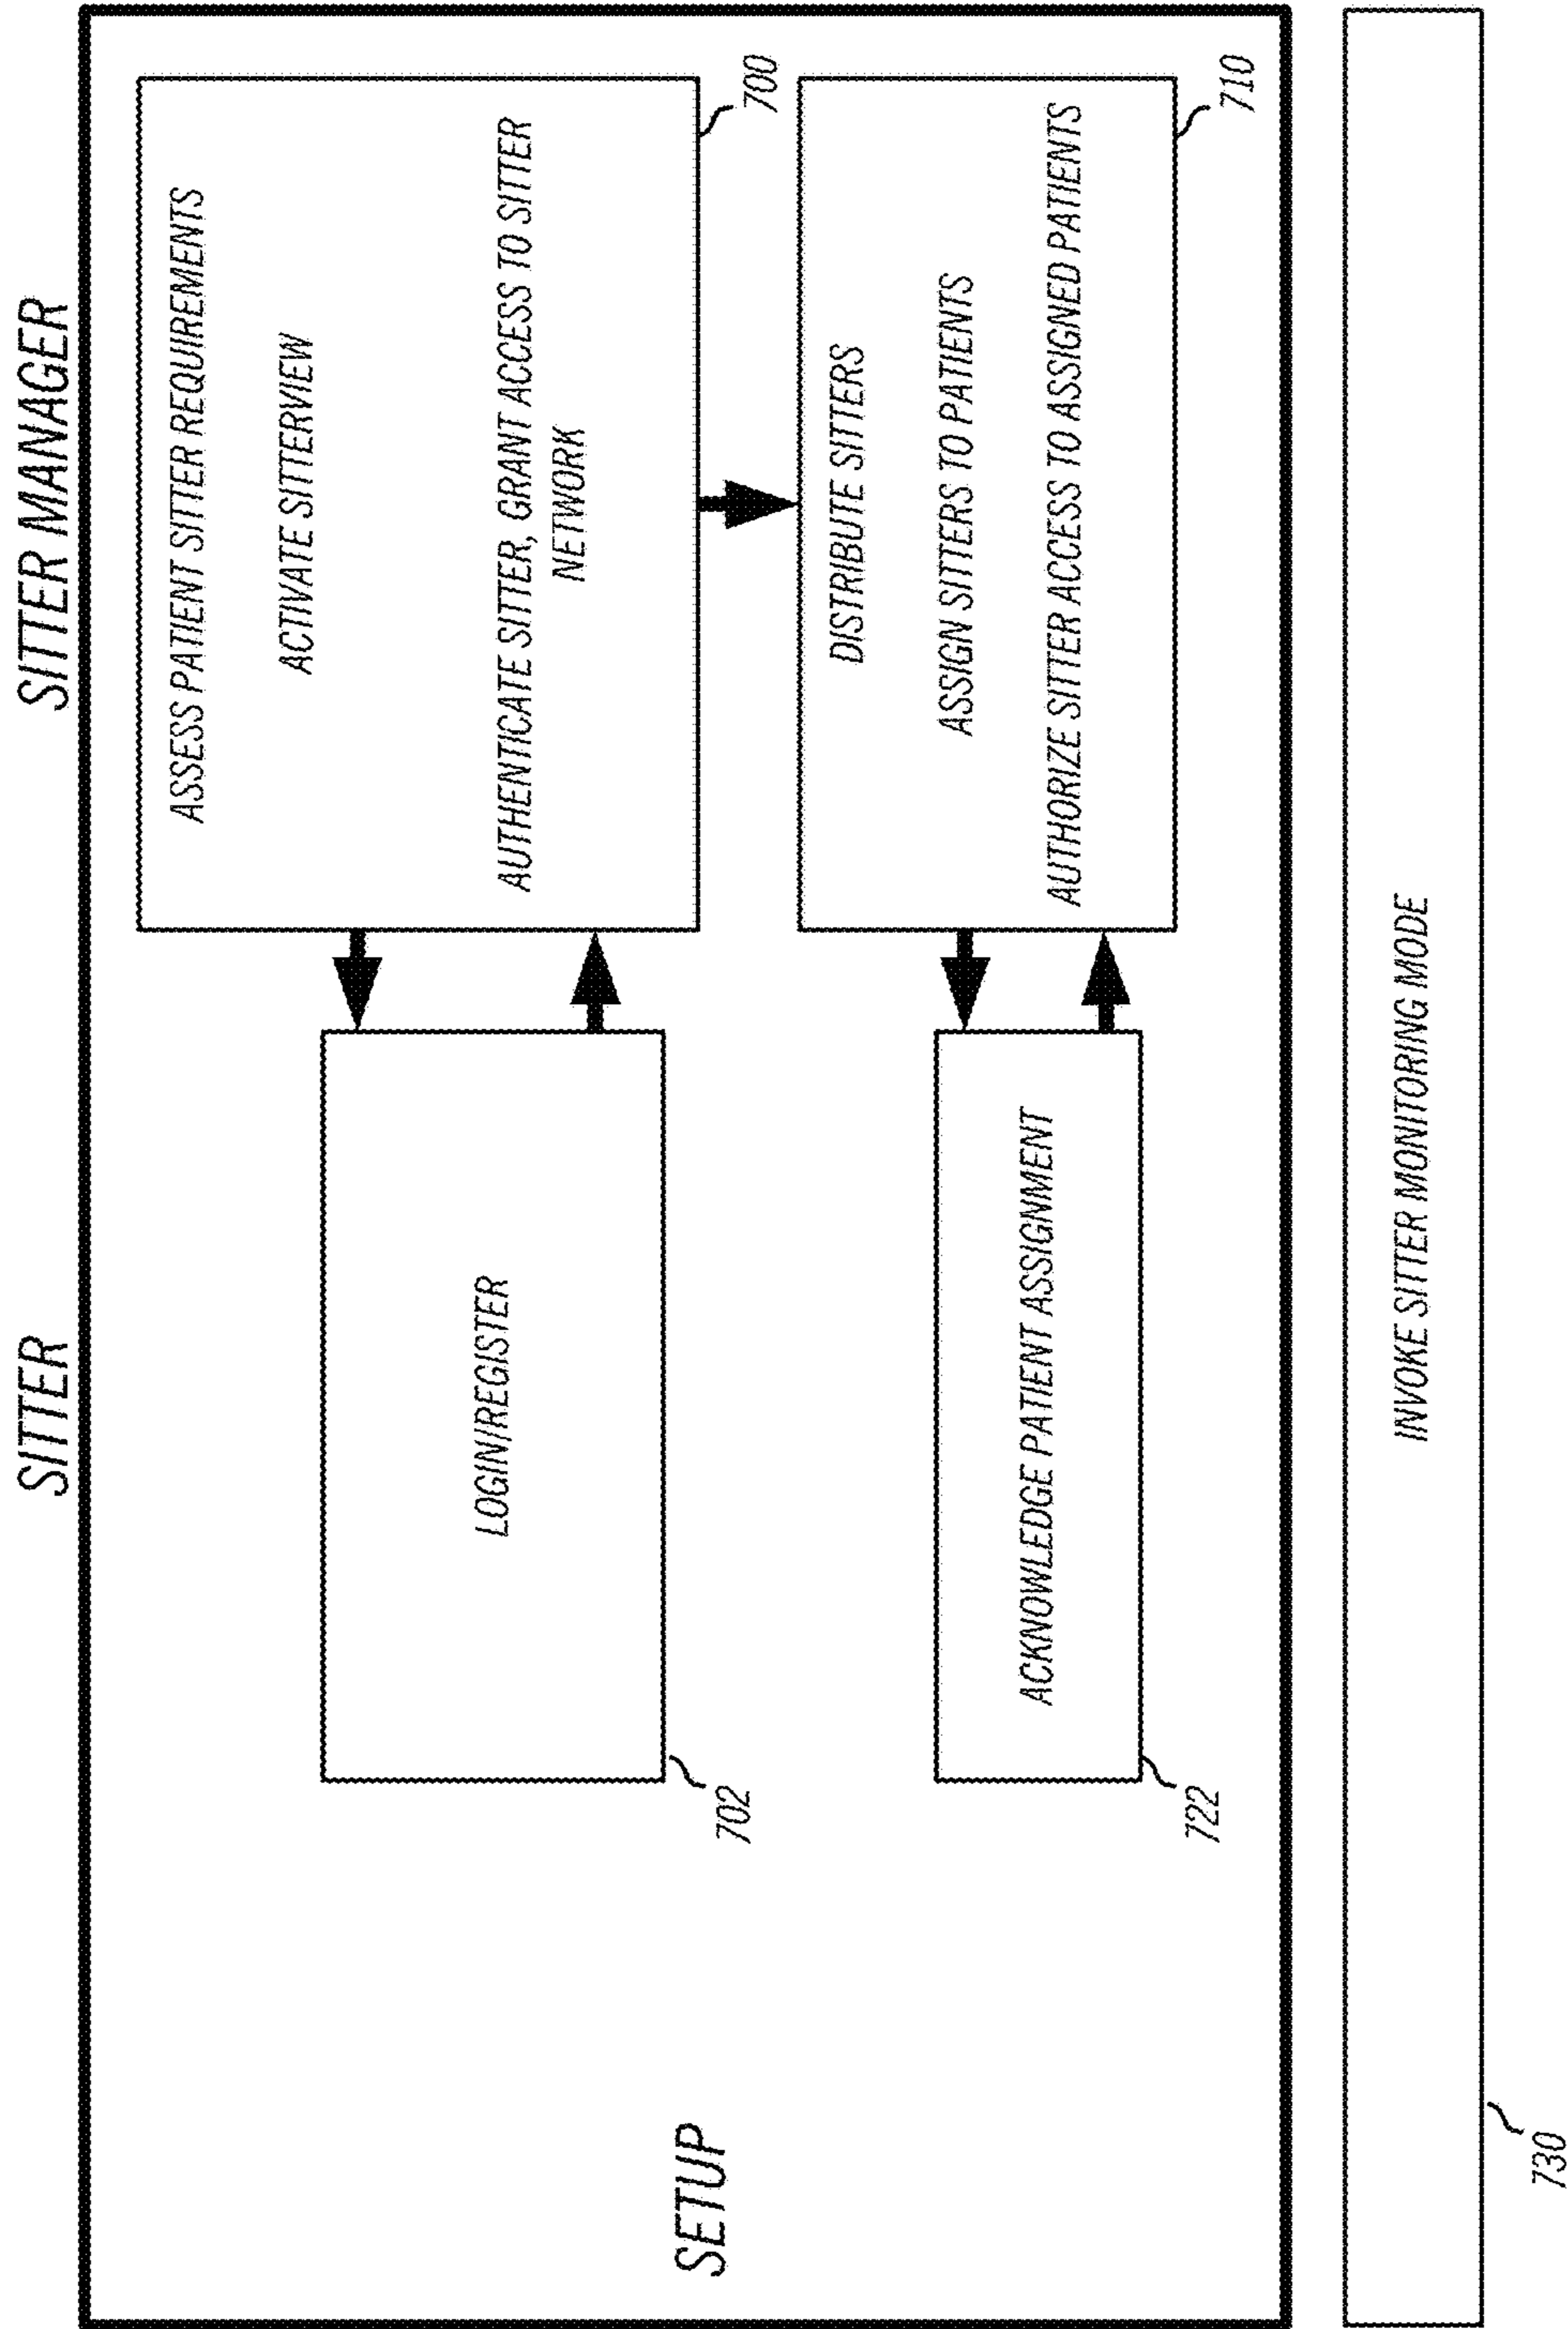 SITTER
SITTER MANAGER
SETUP
LOGIN/REGISTER
702
ASSESS PATIENT SITTER REQUIREMENTS
ACTIVATE SITTERVIEW
AUTHENTICATE SITTER, GRANT ACCESS TO SITTER
NETWORK
700
ACKNOWLEDGE PATIENT ASSIGNMENT
722
DISTRIBUTE SITTERS
ASSIGN SITTERS TO PATIENTS
AUTHORIZE SITTER ACCESS TO ASSIGNED PATIENTS
710
INVOKE SITTER MONITORING MODE
730